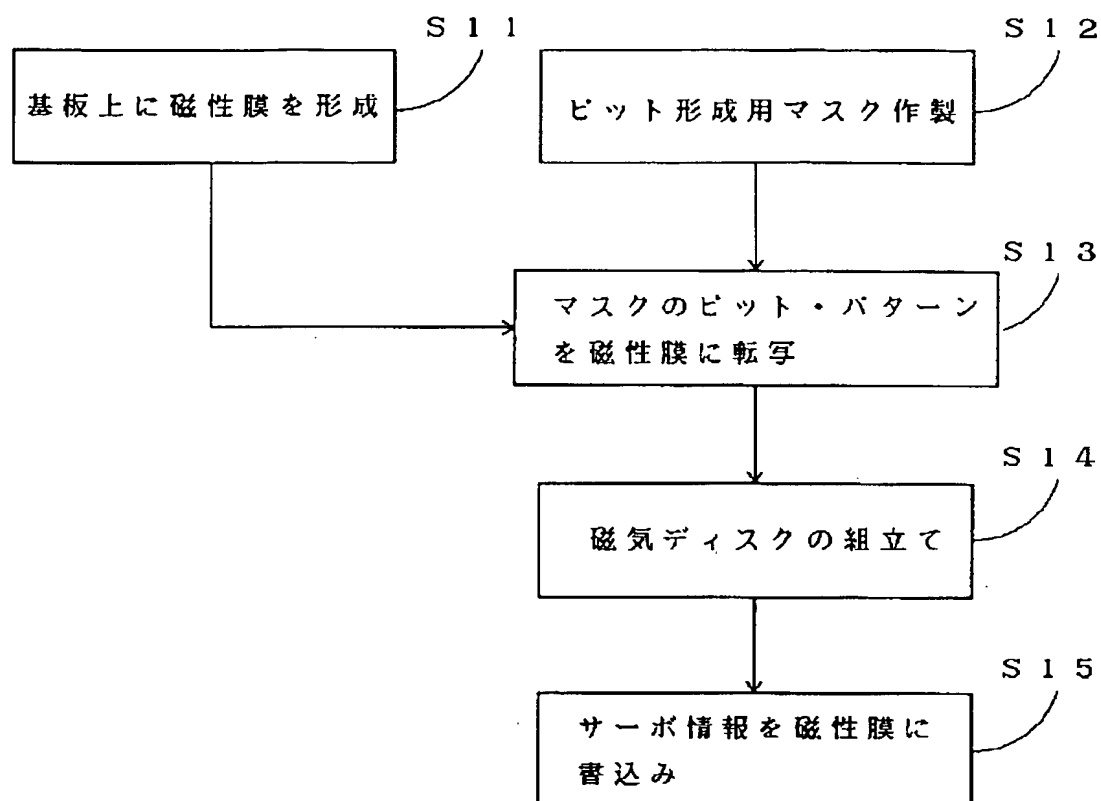 S11
基板上に磁性膜を形成
S12
ピット形成用マスク作製
S13
マスクのピット・パターン
を磁性膜に転写
S14
磁気ディスクの組立て
S15
サーボ情報を磁性膜に
書込み